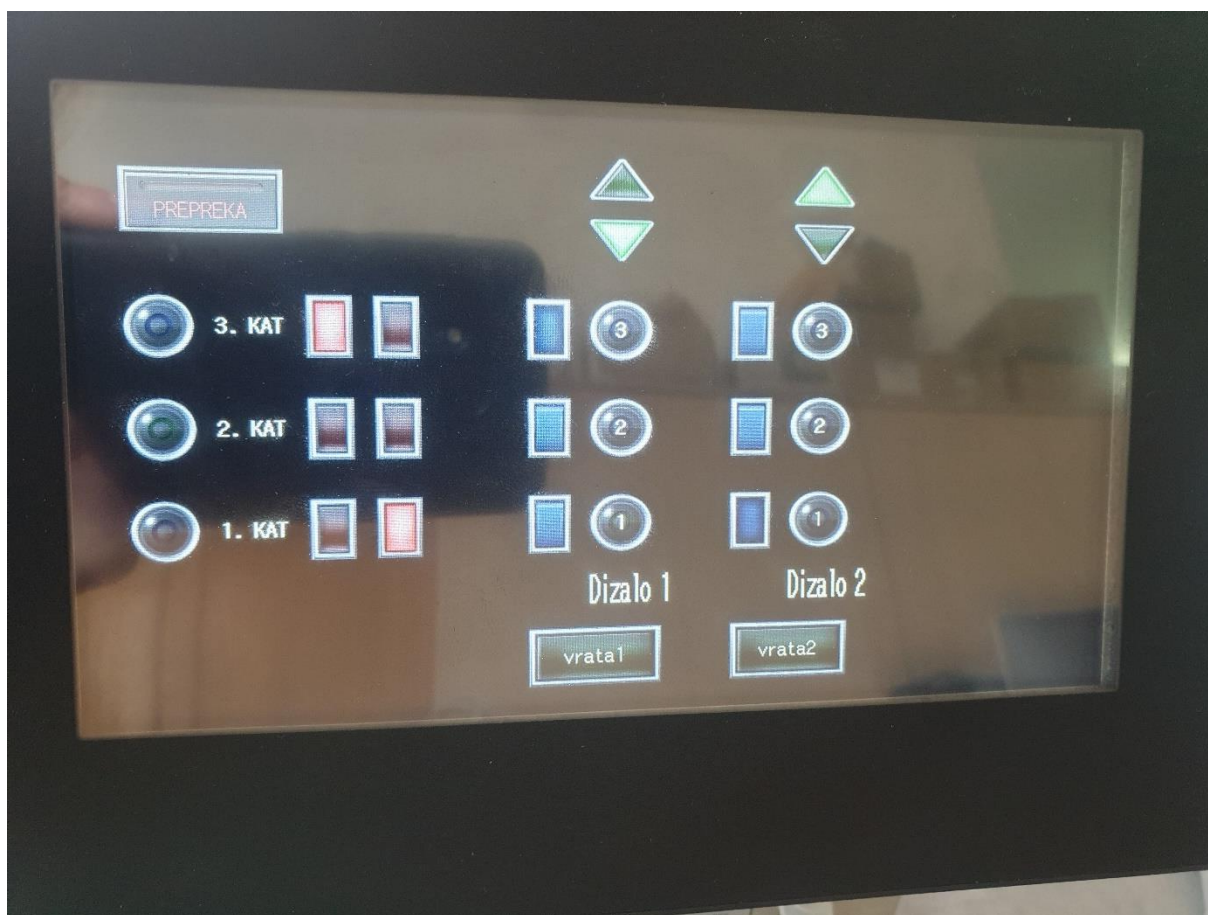 PREPREKA
3. KAT 3 3
2. KAT 2 2
1. KAT 1 1
Dizalo 1 Dizalo 2
vrata1 vrata2